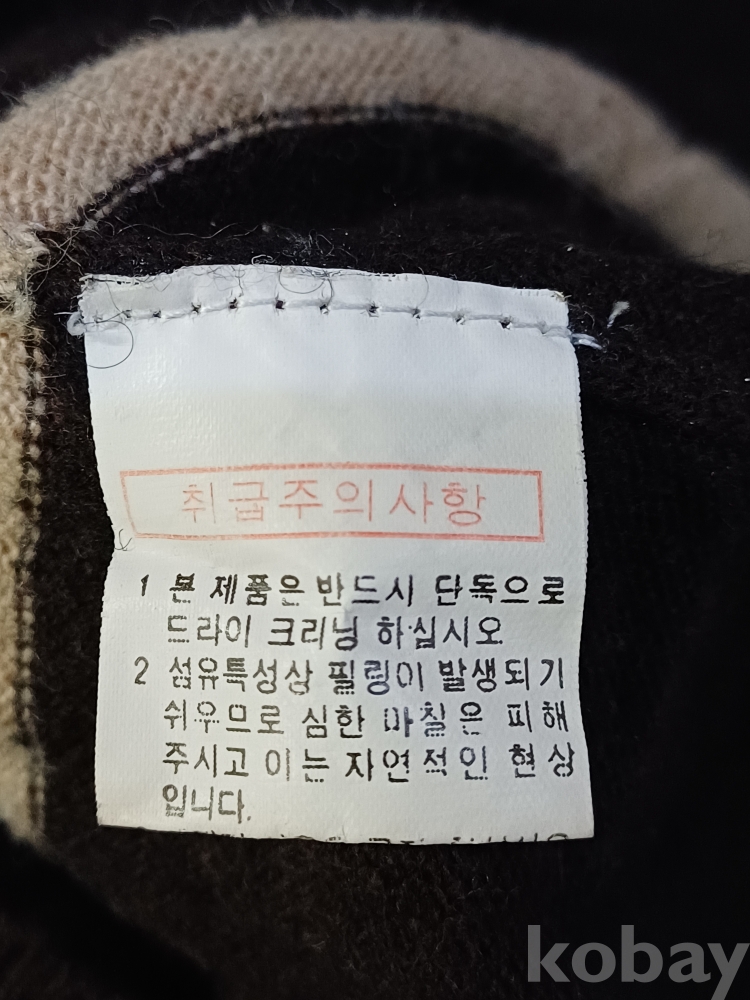 취급주의사항
1 본 제품은 반드시 단독으로
드라이 크리닝 하십시오
2 섬유특성상 필링이 발생되기
쉬우므로 심한 마칠은 피해
주시고 이는 자연적인 현상
입니다.
kobay